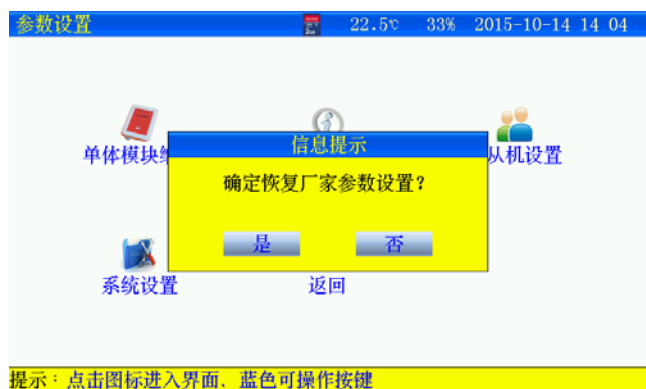 参数设置 22.5℃ 33% 2015-10-14 14 04
信息提示
单体模块
从机设置
确定恢复厂家参数设置?
是 否
系统设置 返回
提示:点击图标进入界面，蓝色可操作按键